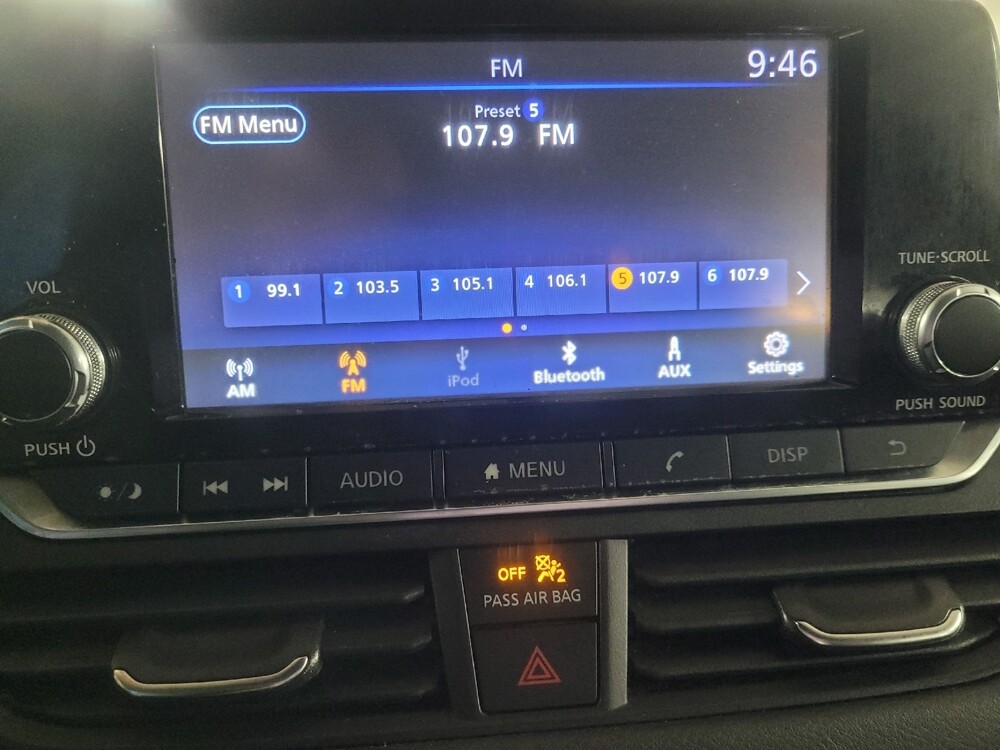 FM
9:46
FM Menu
Preset 5
107.9 FM
1 99.1
2 103.5
3 105.1
4 106.1
5 107.9
6 107.9
AM
FM
iPod
Bluetooth
AUX
Settings
VOL
PUSH
TUNE·SCROLL
PUSH SOUND
AUDIO
MENU
DISP
OFF 2
PASS AIR BAG